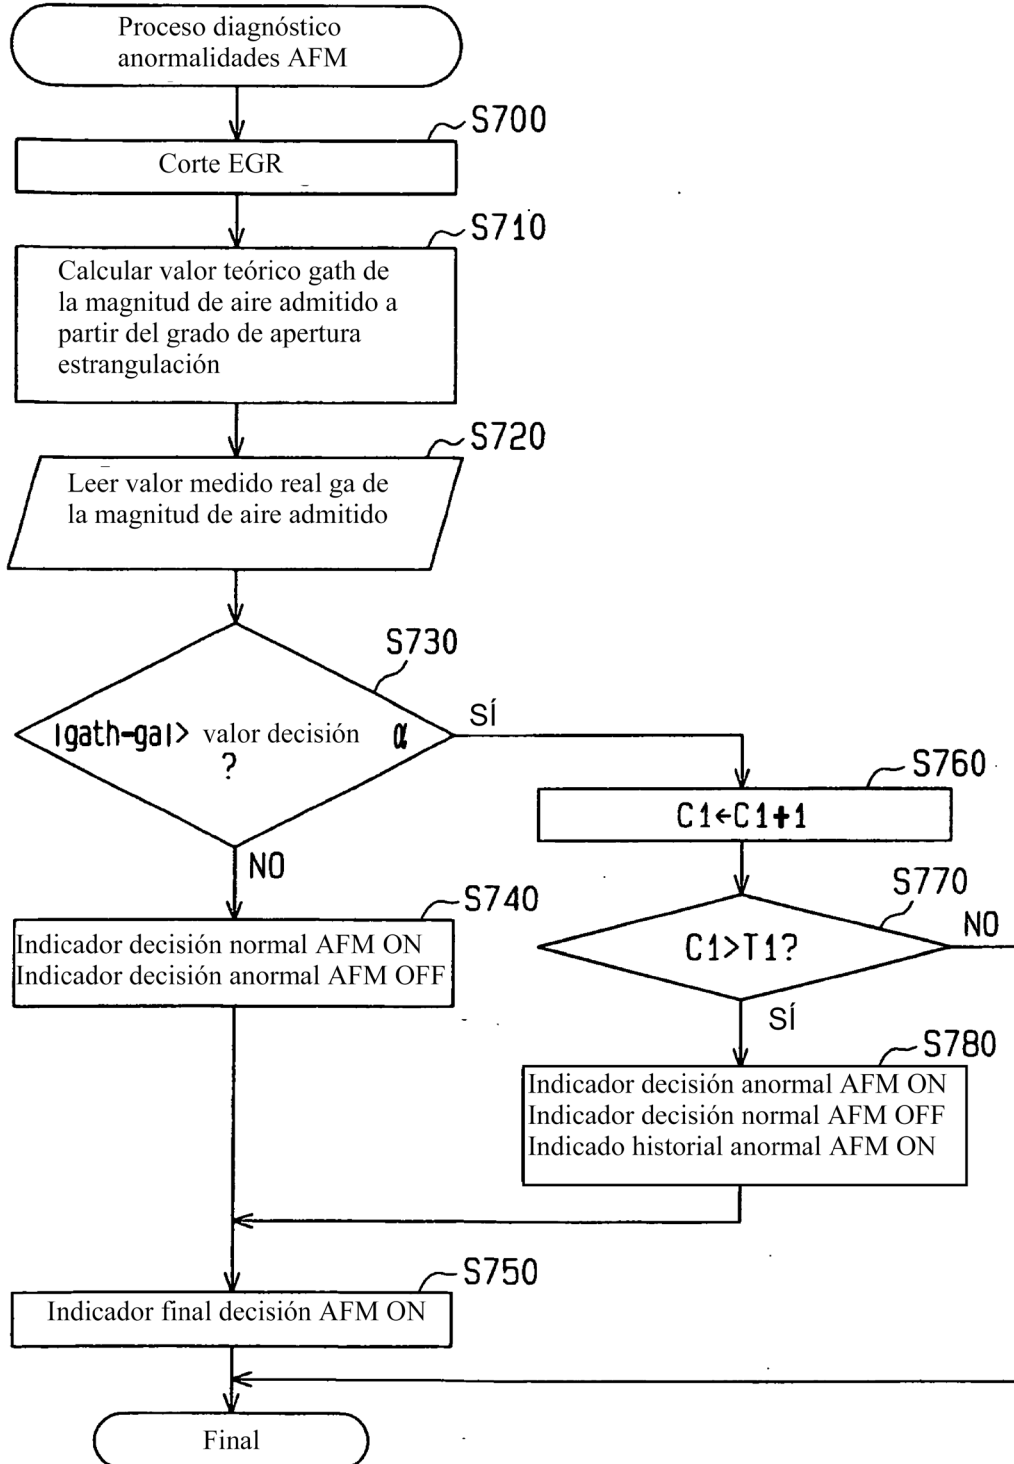 Proceso diagnóstico
anormalidades AFM
S700
Corte EGR
S710
Calcular valor teórico gath de
la magnitud de aire admitido a
partir del grado de apertura
estrangulación
S720
Leer valor medido real ga de
la magnitud de aire admitido
S730
|gath-ga|> valor decisión α
?
SÍ
NO
S760
C1←C1+1
S770
C1>T1?
NO
SÍ
S740
Indicador decisión normal AFM ON
Indicador decisión anormal AFM OFF
S780
Indicador decisión anormal AFM ON
Indicador decisión normal AFM OFF
Indicado historial anormal AFM ON
S750
Indicador final decisión AFM ON
Final